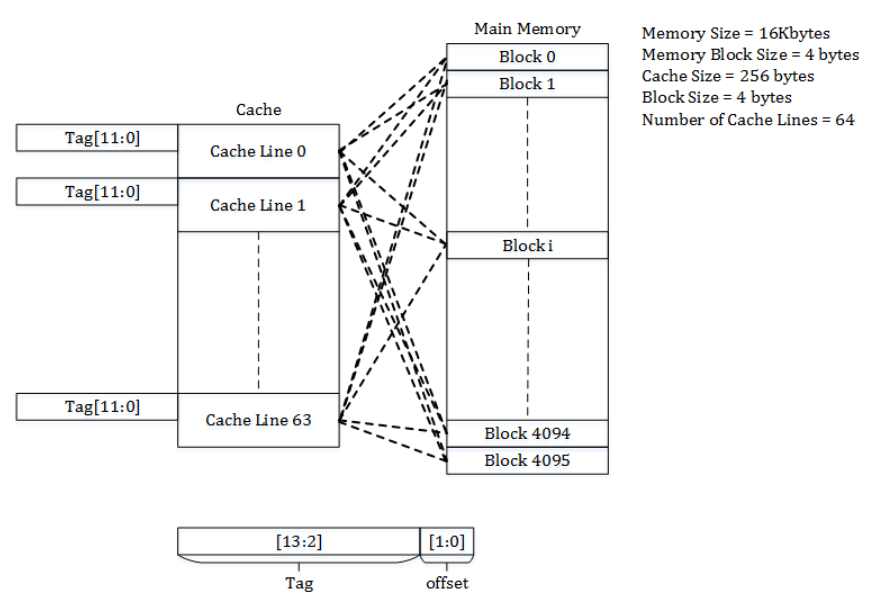 Main Memory
Memory Size = 16Kbytes
Memory Block Size = 4 bytes
Cache Size = 256 bytes
Block Size = 4 bytes
Number of Cache Lines = 64
Block 0
Block 1
Block i
Block 4094
Block 4095
Cache
Tag[11:0]
Cache Line 0
Tag[11:0]
Cache Line 1
Tag[11:0]
Cache Line 63
[13:2]
[1:0]
Tag
offset